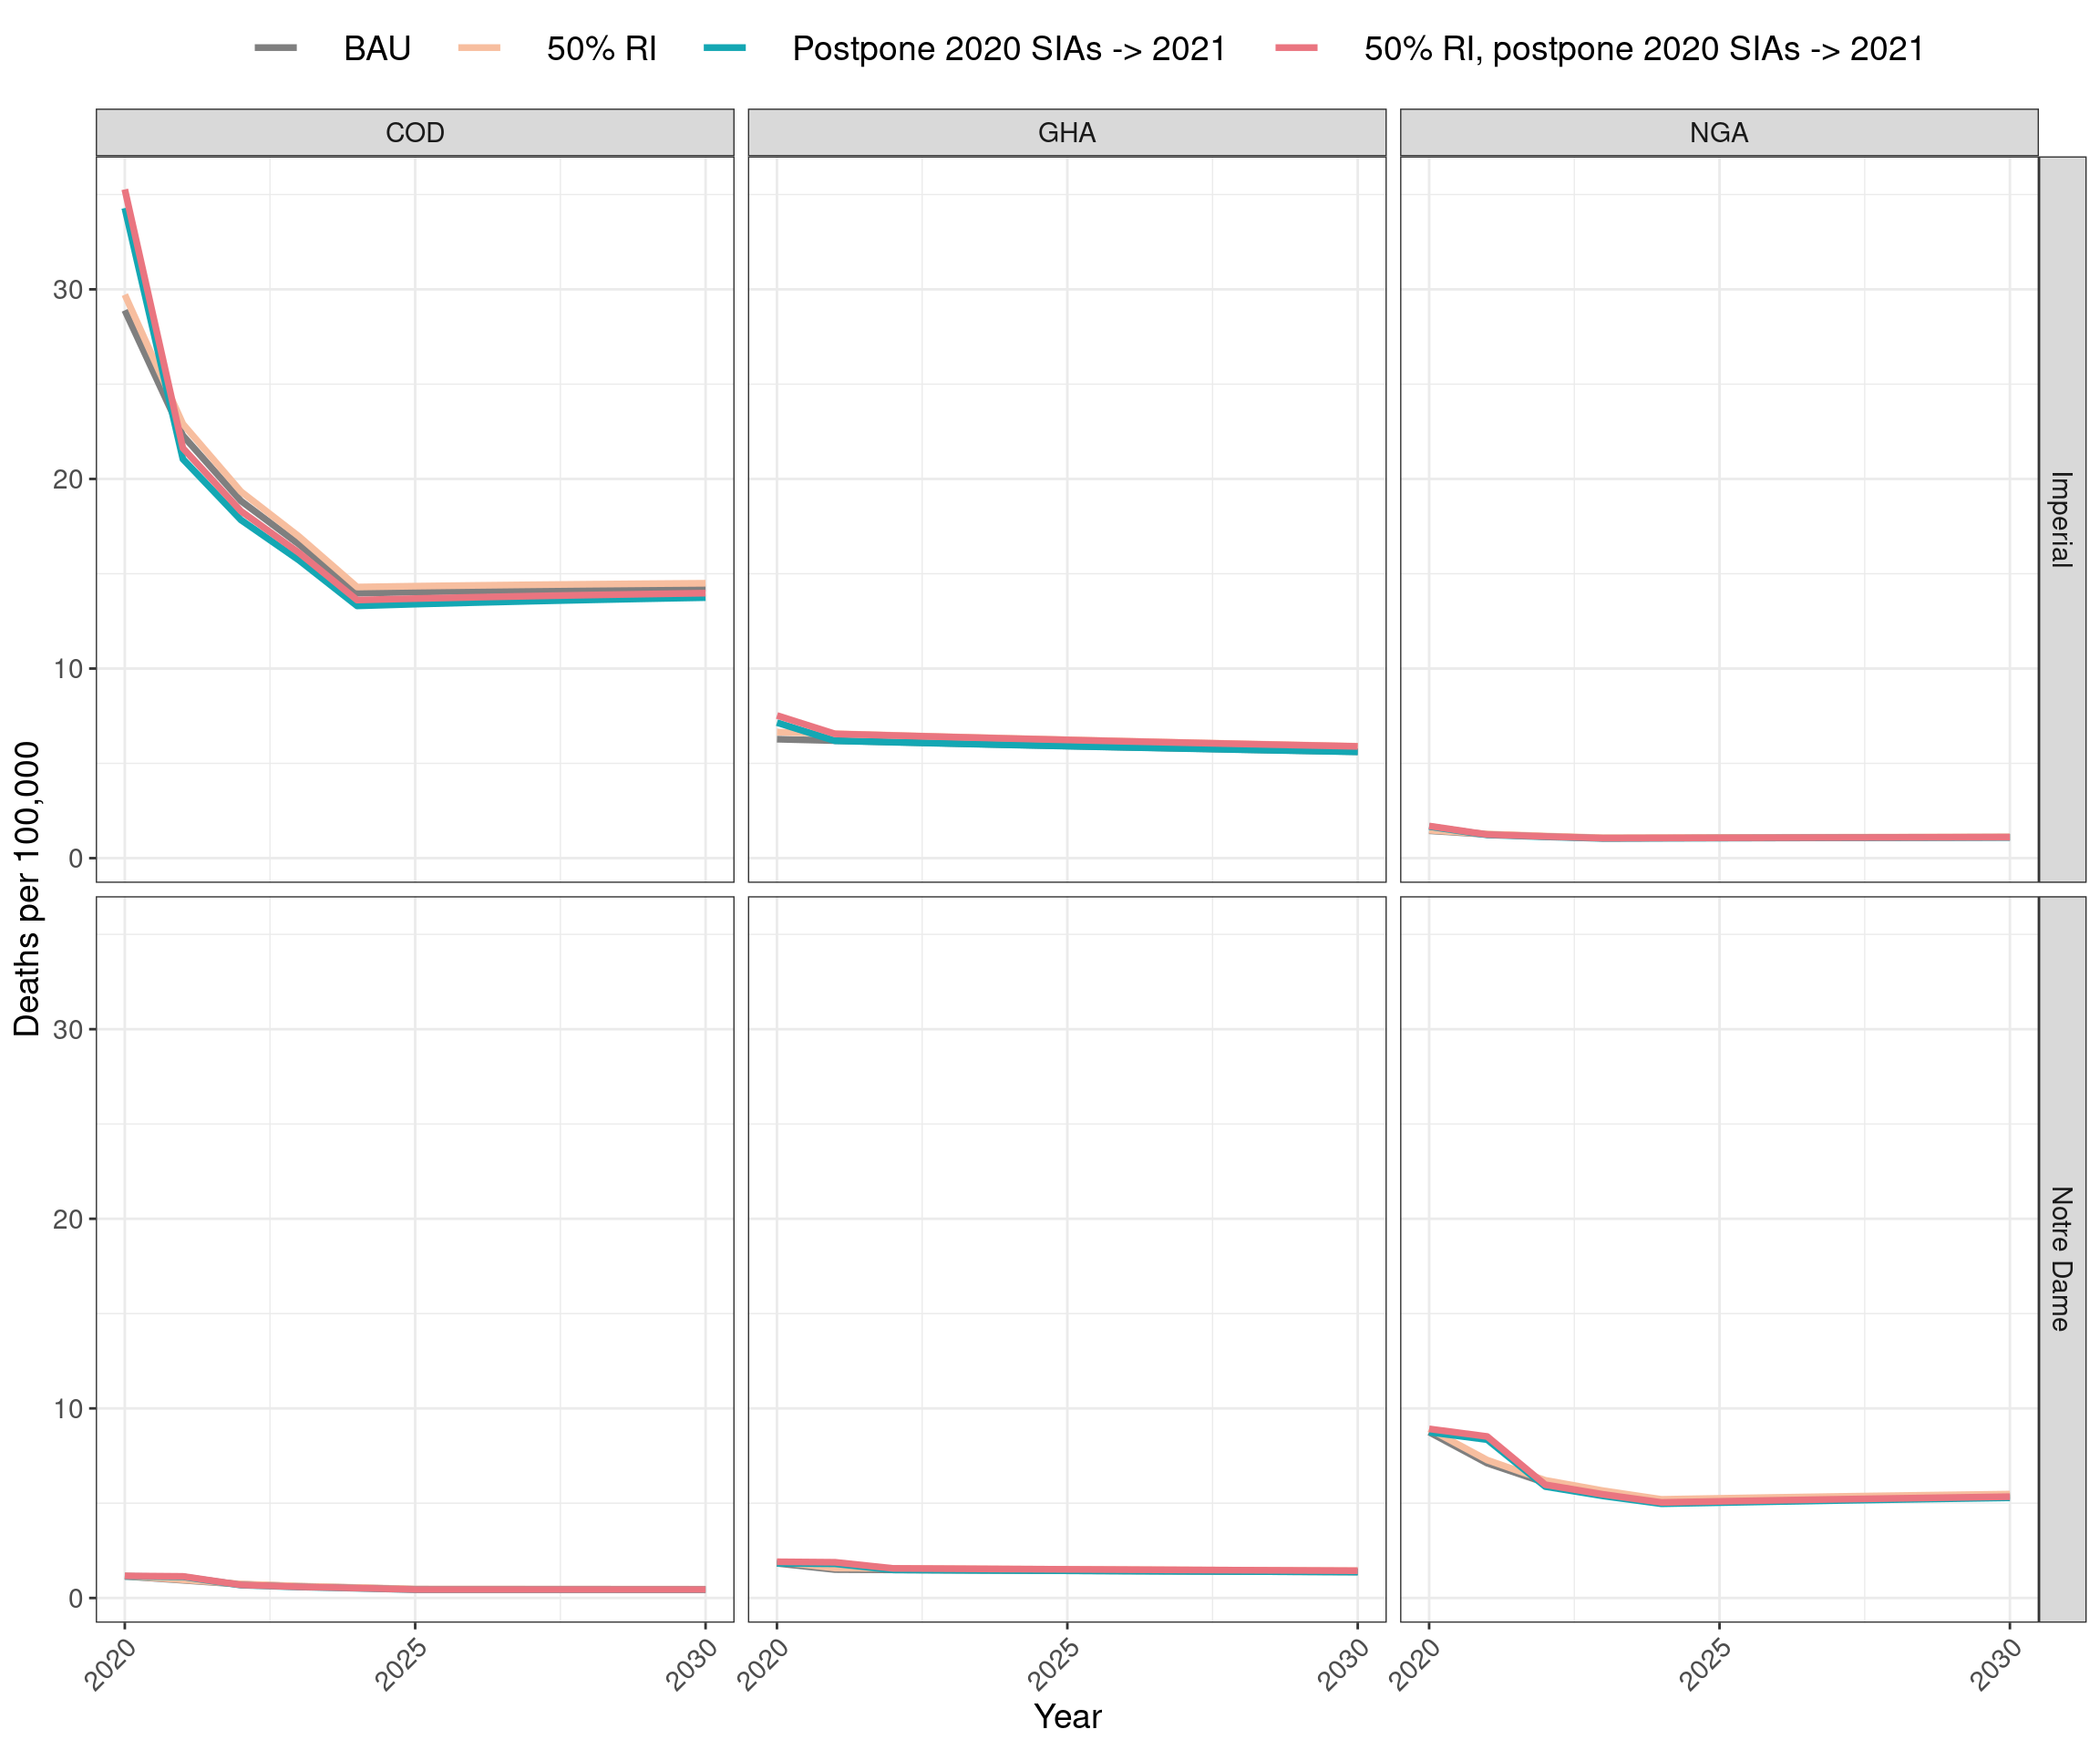 BAU 50% RI Postpone 2020 SIAs -> 2021 50% RI, postpone 2020 SIAs -> 2021
COD GHA NGA
30
20
10
0
Imperial
Deaths per 100,000
30
20
10
0
Notre Dame
2020 2025 2030 2020 2025 2030 2020 2025 2030
Year